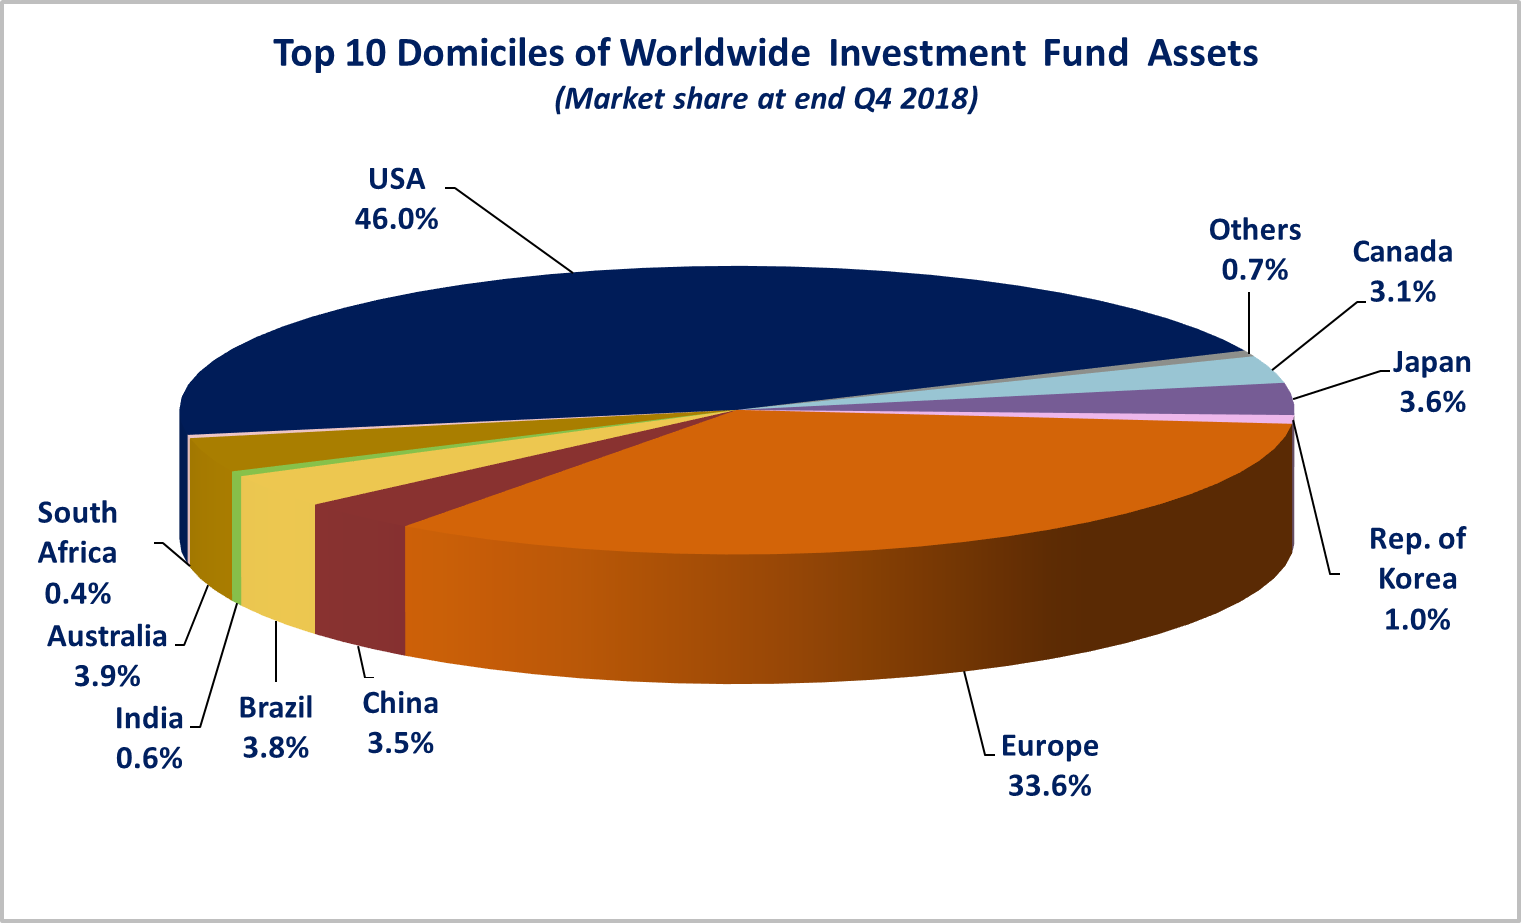 Top 10 Domiciles of Worldwide Investment Fund Assets
(Market share at end Q4 2018)
USA
46.0%
Others
0.7%
Canada
3.1%
Japan
3.6%
Rep. of
Korea
1.0%
Europe
33.6%
China
3.5%
Brazil
3.8%
India
0.6%
Australia
3.9%
South
Africa
0.4%